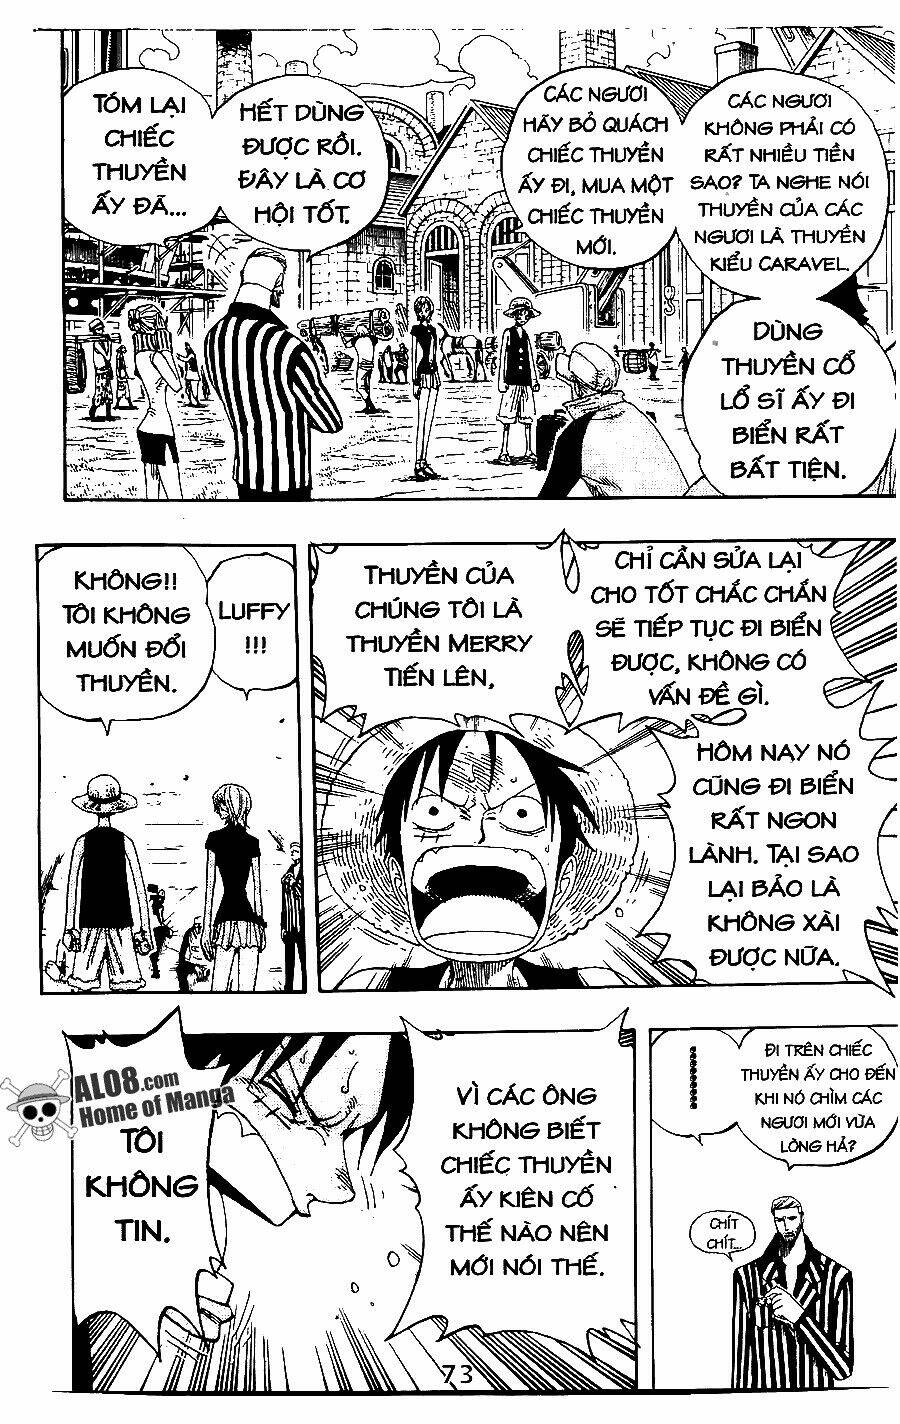 CÁC NGƯƠI
KHÔNG PHẢI CÓ
RẤT NHIỀU TIỀN
SAO? TA NGHE NÓI
THUYỀN CỦA CÁC
NGƯƠI LÀ THUYỀN
KIỂU CARAVEL.
DÙNG
THUYỀN CỔ
LỔ SĨ ẤY ĐI
BIỂN RẤT
BẤT TIỆN.
CÁC NGƯƠI
HÃY BỎ QUÁCH
CHIẾC THUYỀN
ẤY ĐI, MUA MỘT
CHIẾC THUYỀN
MỚI.
HẾT DÙNG
ĐƯỢC RỒI.
ĐÂY LÀ CƠ
HỘI TỐT.
TÓM LẠI
CHIẾC
THUYỀN
ẤY ĐÃ...
CHỈ CẦN SỬA LẠI
CHO TỐT CHẮC CHẮN
SẼ TIẾP TỤC ĐI BIỂN
ĐƯỢC, KHÔNG CÓ
VẤN ĐỀ GÌ.
HÔM NAY NÓ
CŨNG ĐI BIỂN
RẤT NGON
LÀNH. TẠI SAO
LẠI BẢO LÀ
KHÔNG XÀI
ĐƯỢC NỮA.
THUYỀN CỦA
CHÚNG TÔI LÀ
THUYỀN MERRY
TIẾN LÊN,
LUFFY
!!!
KHÔNG!!
TÔI KHÔNG
MUỐN ĐỔI
THUYỀN.
ĐI TRÊN CHIẾC
THUYỀN ẤY CHO ĐẾN
KHI NÓ CHÌM CÁC
NGƯƠI MỚI VỪA
LÒNG HẢ?
CHÍT
CHÍT...
VÌ CÁC ÔNG
KHÔNG BIẾT
CHIẾC THUYỀN
ẤY KIÊN CỐ
THẾ NÀO NÊN
MỚI NÓI THẾ.
TÔI
KHÔNG
TIN.
ALO8.com
Home of Manga
73